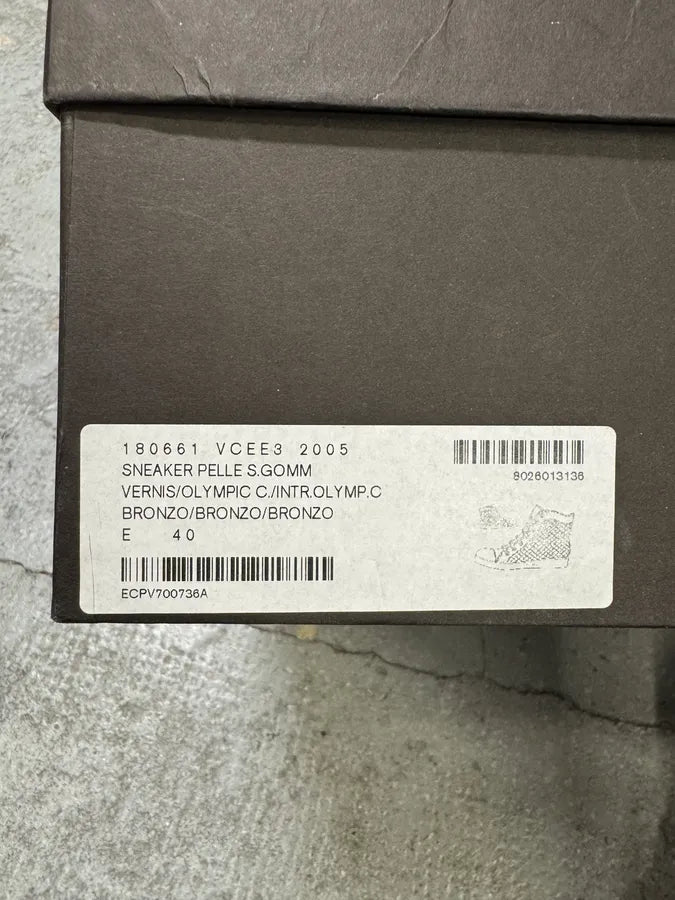 180661 VCEE3 2005
8026013136
SNEAKER PELLE S.GOMM
VERNIS/OLYMPIC C./INTR.OLYMP.C
BRONZO/BRONZO/BRONZO
E 40
ECPV700736A